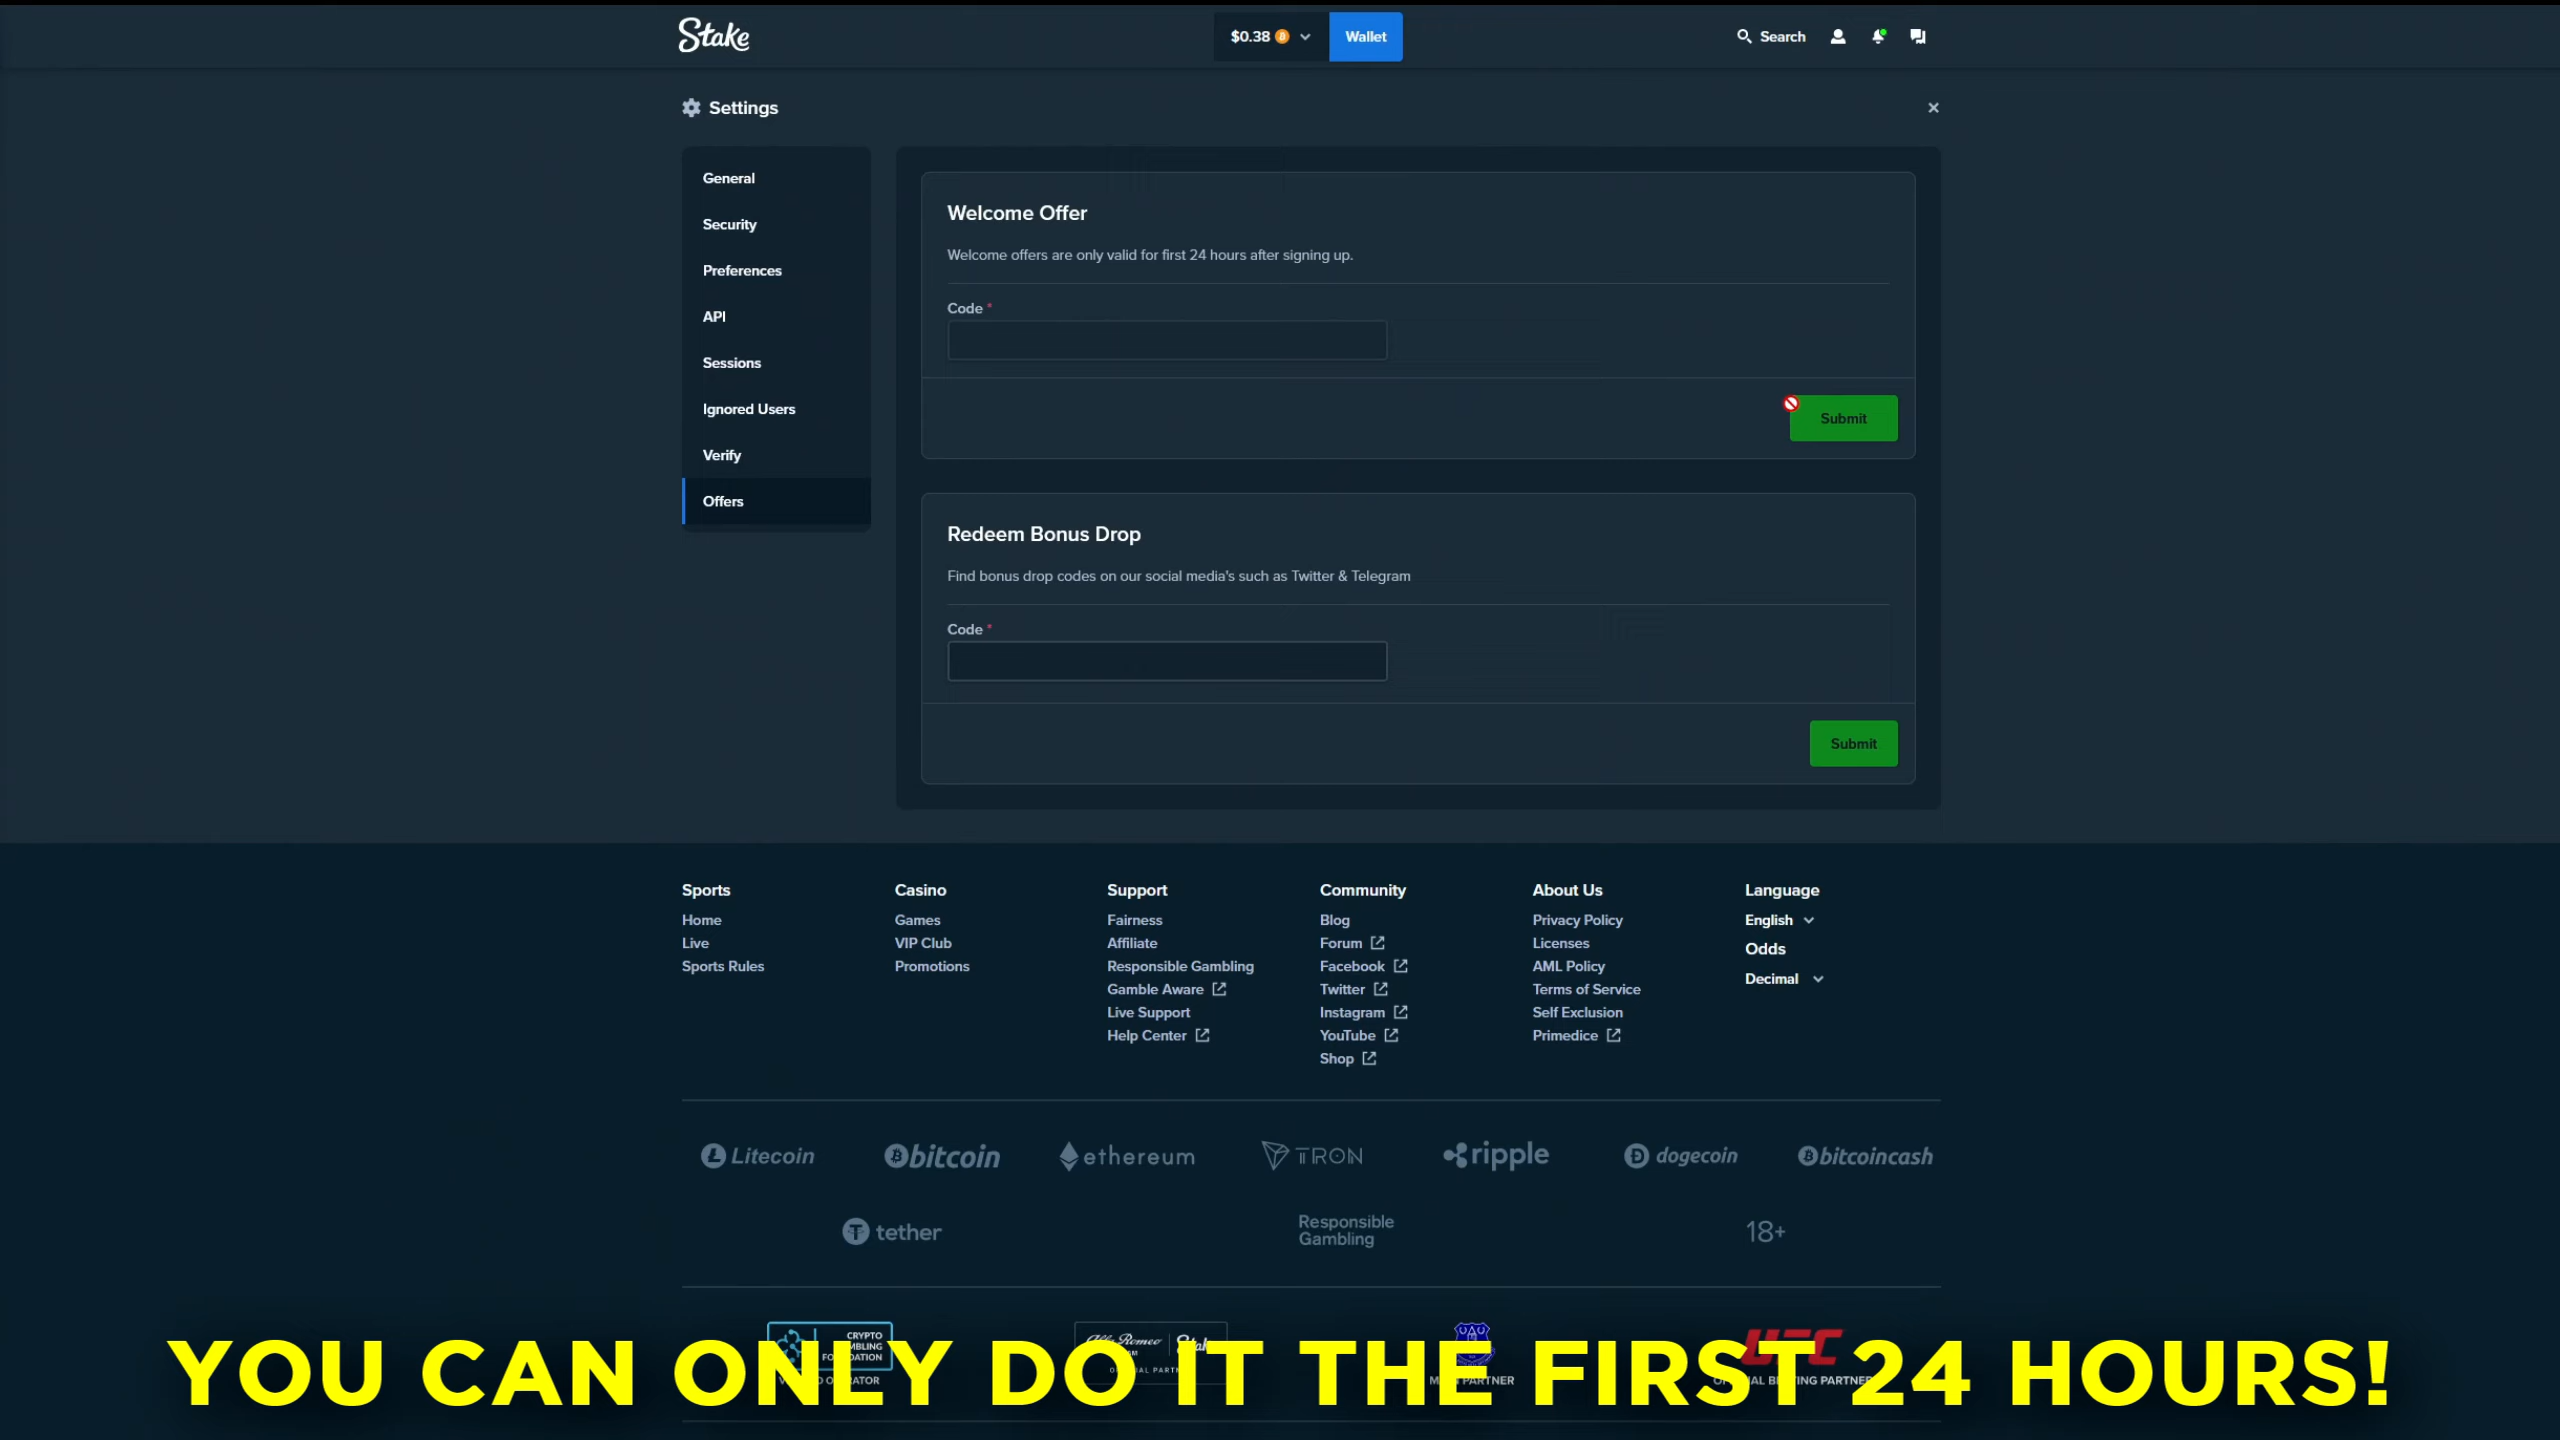 Stake
$0.38
Wallet
Search
Settings
General
Security
Preferences
API
Sessions
Ignored Users
Verify
Offers
Welcome Offer
Welcome offers are only valid for first 24 hours after signing up.
Code *
Submit
Redeem Bonus Drop
Find bonus drop codes on our social media's such as Twitter & Telegram
Code *
Submit
Sports
Home
Live
Sports Rules
Casino
Games
VIP Club
Promotions
Support
Fairness
Affiliate
Responsible Gambling
Gamble Aware
Live Support
Help Center
Community
Blog
Forum
Facebook
Twitter
Instagram
YouTube
Shop
About Us
Privacy Policy
Licenses
AML Policy
Terms of Service
Self Exclusion
Primedice
Language
English
Odds
Decimal
Litecoin
bitcoin
ethereum
TRON
ripple
dogecoin
bitcoincash
tether
Responsible
Gambling
18+
CRYPTO
UFC
PARTNER
BETTING PARTNER
YOU CAN ONLY DO IT THE FIRST 24 HOURS!